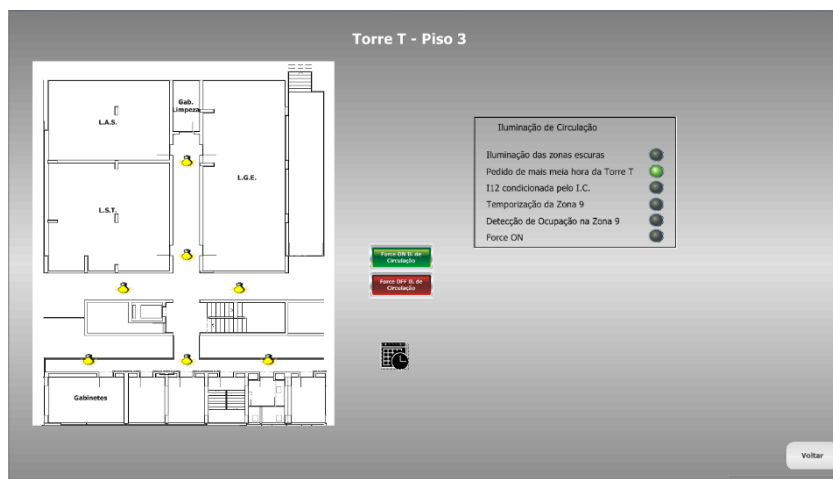 Torre T - Piso 3
Gab.
Limpeza
L.A.S.
L.G.E.
L.S.T.
Gabinetes
Iluminação de Circulação
Iluminação das zonas escuras
Pedido de mais meia hora da Torre T
I12 condicionada pelo I.C.
Temporização da Zona 9
Detecção de Ocupação na Zona 9
Force ON
Force ON Il. de
Circulação
Force OFF Il. de
Circulação
Voltar